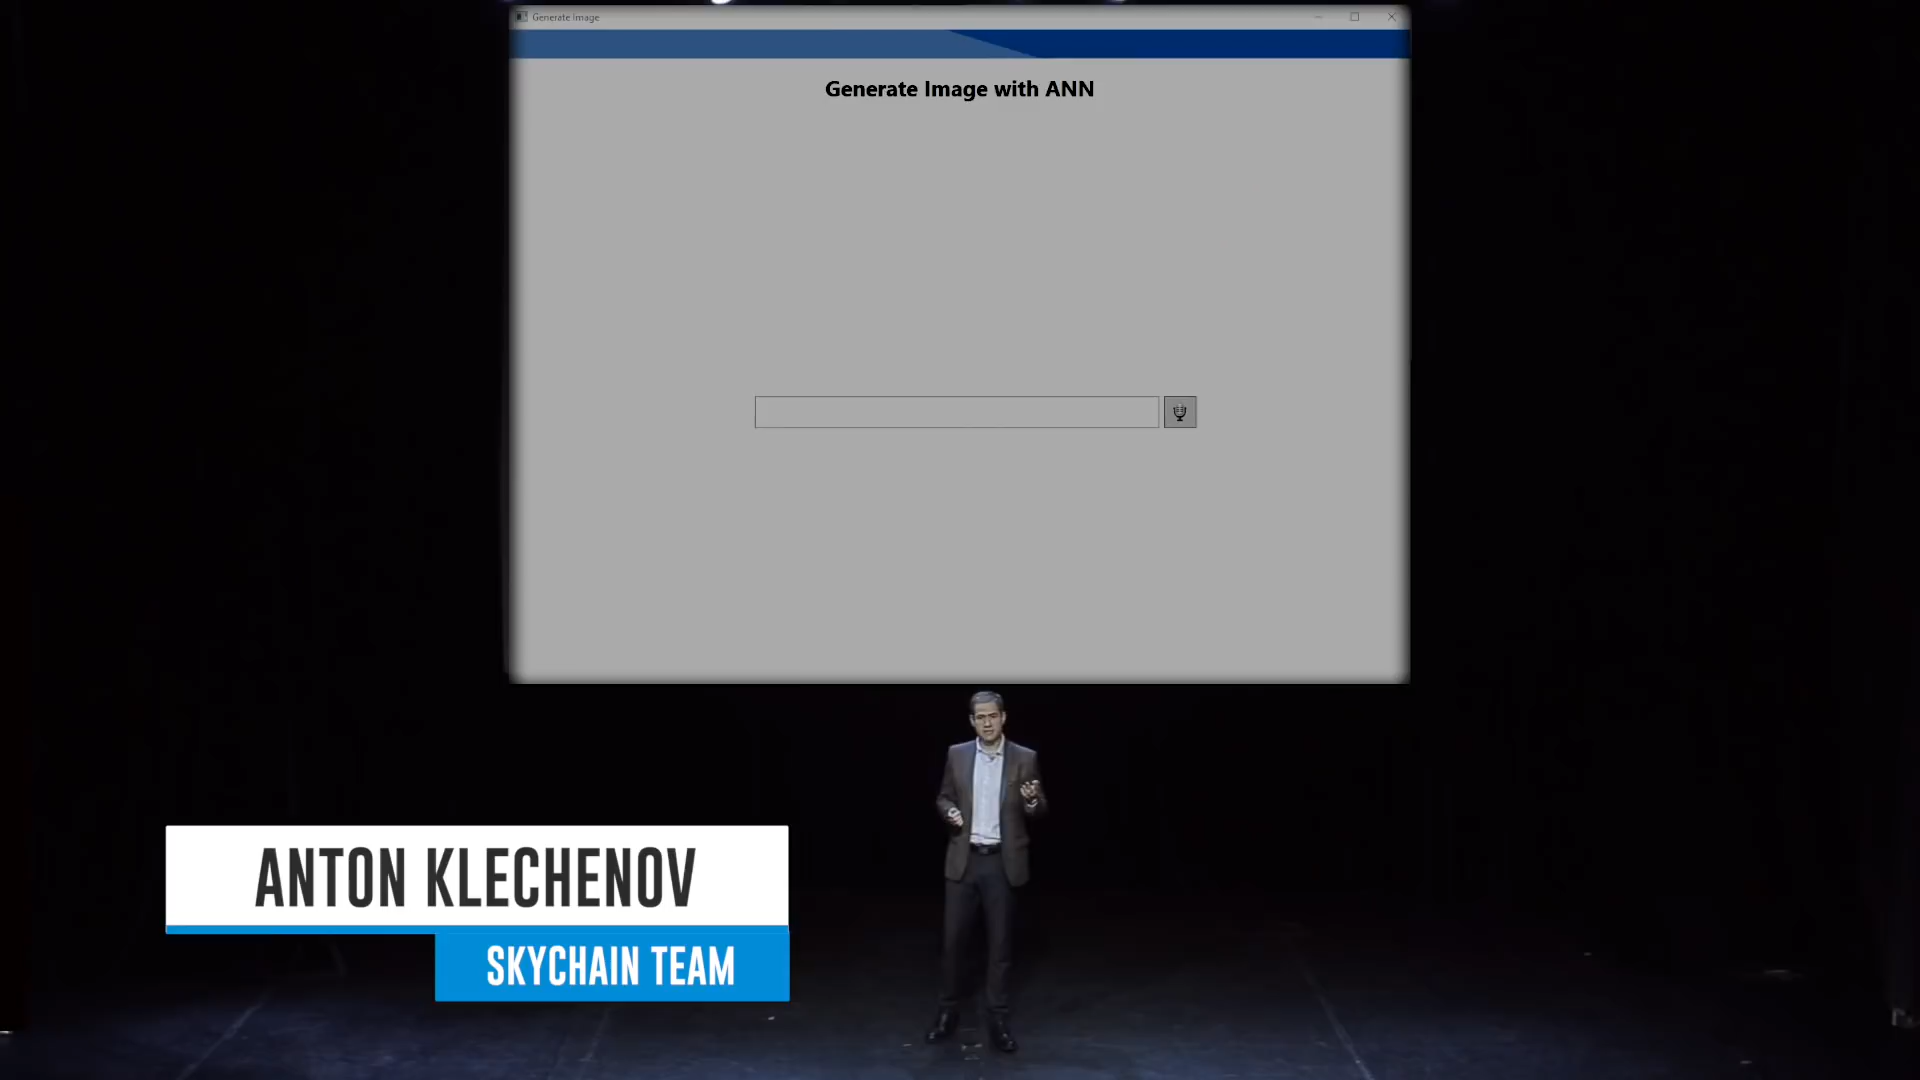 Generate Image
Generate Image with ANN
ANTON KLECHENOV
SKYCHAIN TEAM